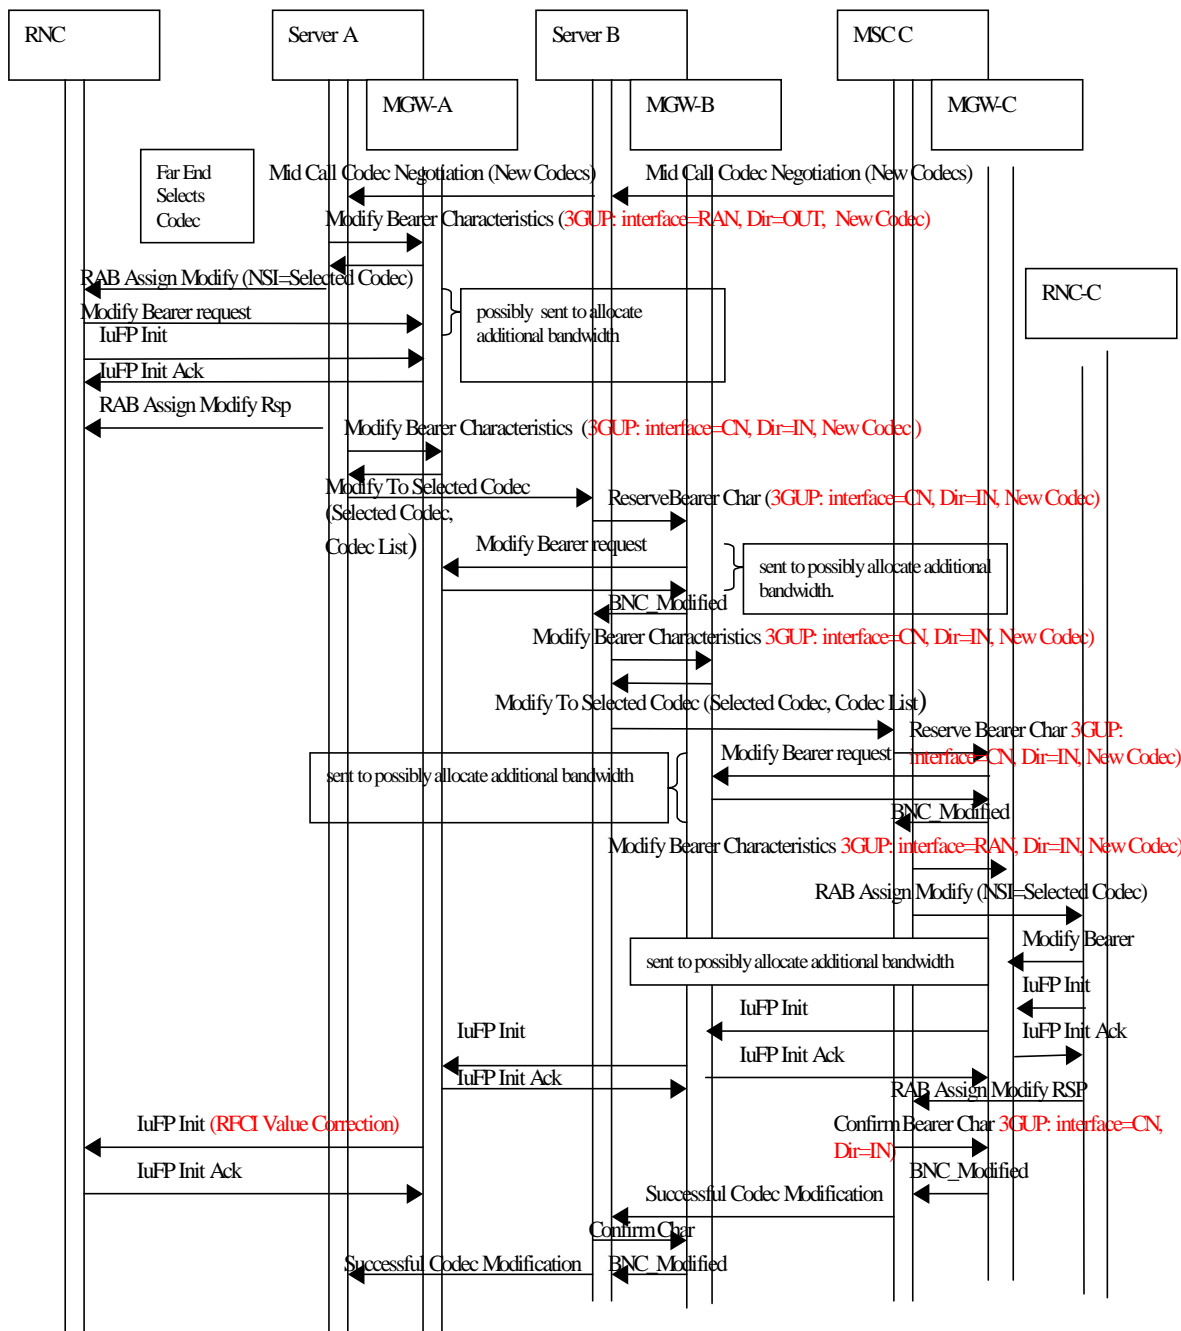 RNC
Server A
Server B
MSC C
MGW-A
MGW-B
MGW-C
Far End
Selects
Codec
Mid Call Codec Negotiation (New Codecs)
Mid Call Codec Negotiation (New Codecs)
Modify Bearer Characteristics (3GUP: interface=RAN, Dir=OUT, New Codec)
RAB Assign Modify (NSI=Selected Codec)
RNC-C
Modify Bearer request
possibly sent to allocate
additional bandwidth
IuFP Init
IuFP Init Ack
RAB Assign Modify Rsp
Modify Bearer Characteristics (3GUP: interface=CN, Dir=IN, New Codec )
Modify To Selected Codec
(Selected Codec,
Codec List)
ReserveBearer Char (3GUP: interface=CN, Dir=IN, New Codec)
Modify Bearer request
sent to possibly allocate additional
bandwidth.
BNC_Modified
Modify Bearer Characteristics 3GUP: interface=CN, Dir=IN, New Codec)
Modify To Selected Codec (Selected Codec, Codec List)
Reserve Bearer Char 3GUP:
interface=CN, Dir=IN, New Codec)
Modify Bearer request
sent to possibly allocate additional bandwidth
BNC_Modified
Modify Bearer Characteristics 3GUP: interface=RAN, Dir=IN, New Codec)
RAB Assign Modify (NSI=Selected Codec)
Modify Bearer
sent to possibly allocate additional bandwidth
IuFP Init
IuFP Init
IuFP Init
IuFP Init Ack
IuFP Init Ack
IuFP Init Ack
RAB Assign Modify RSP
IuFP Init (RFCI Value Correction)
Confirm Bearer Char 3GUP: interface=CN,
Dir=IN)
IuFP Init Ack
BNC_Modified
Successful Codec Modification
Confirm Char
Successful Codec Modification
BNC_Modified